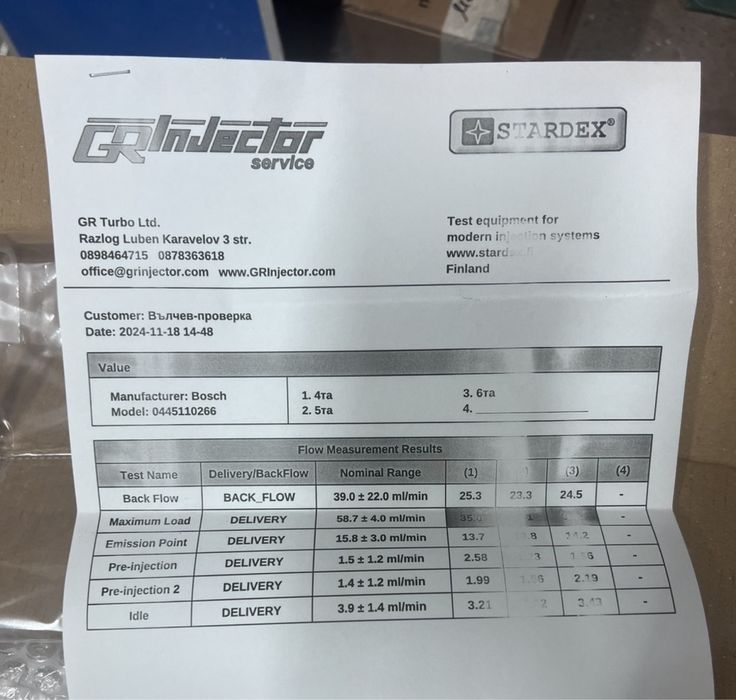 GRInJector
service
STARDEX®
GR Turbo Ltd.
Razlog Luben Karavelov 3 str.
0898464715 0878363618
office@grinjector.com www.GRInjector.com
Test equipment for
modern injection systems
Finland
Customer: Вълчев-проверка
Date: 2024-11-18 14-48
Value
Manufacturer: Bosch
Model: 0445110266
1. 4та
2. 5та
3. 6та
4.
Flow Measurement Results
Test Name Delivery/BackFlow Nominal Range (1) (3) (4)
Back Flow BACK_FLOW 39.0 ± 22.0 ml/min 25.3 23.3 24.5 -
Maximum Load DELIVERY 58.7 ± 4.0 ml/min -
Emission Point DELIVERY 15.8 ± 3.0 ml/min 13.7 -
Pre-injection DELIVERY 1.5 ± 1.2 ml/min 2.58 -
Pre-injection 2 DELIVERY 1.4 ± 1.2 ml/min 1.99 2.19 -
Idle DELIVERY 3.9 ± 1.4 ml/min 3.21 -